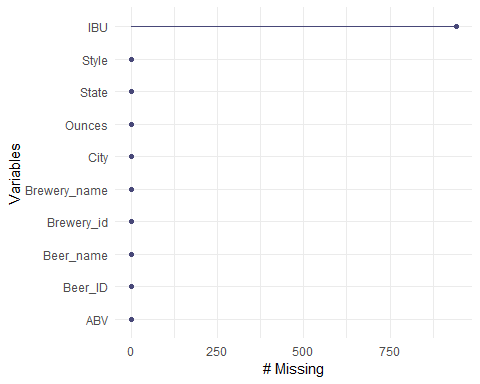 IBU
Style
State
Ounces
City
Brewery_name
Brewery_id
Beer_name
Beer_ID
ABV
Variables
0 250 500 750
# Missing